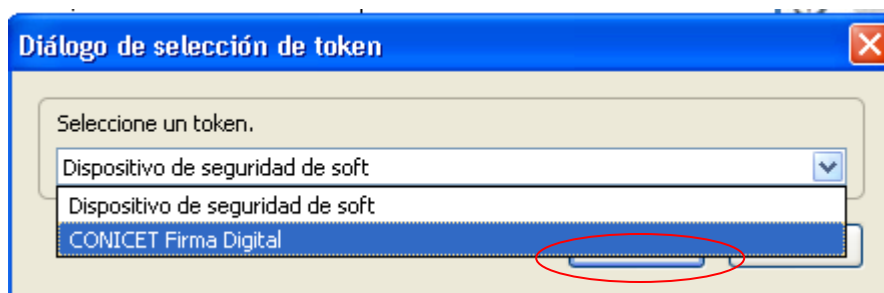 Diálogo de selección de token
Seleccione un token.
Dispositivo de seguridad de soft
Dispositivo de seguridad de soft
CONICET Firma Digital